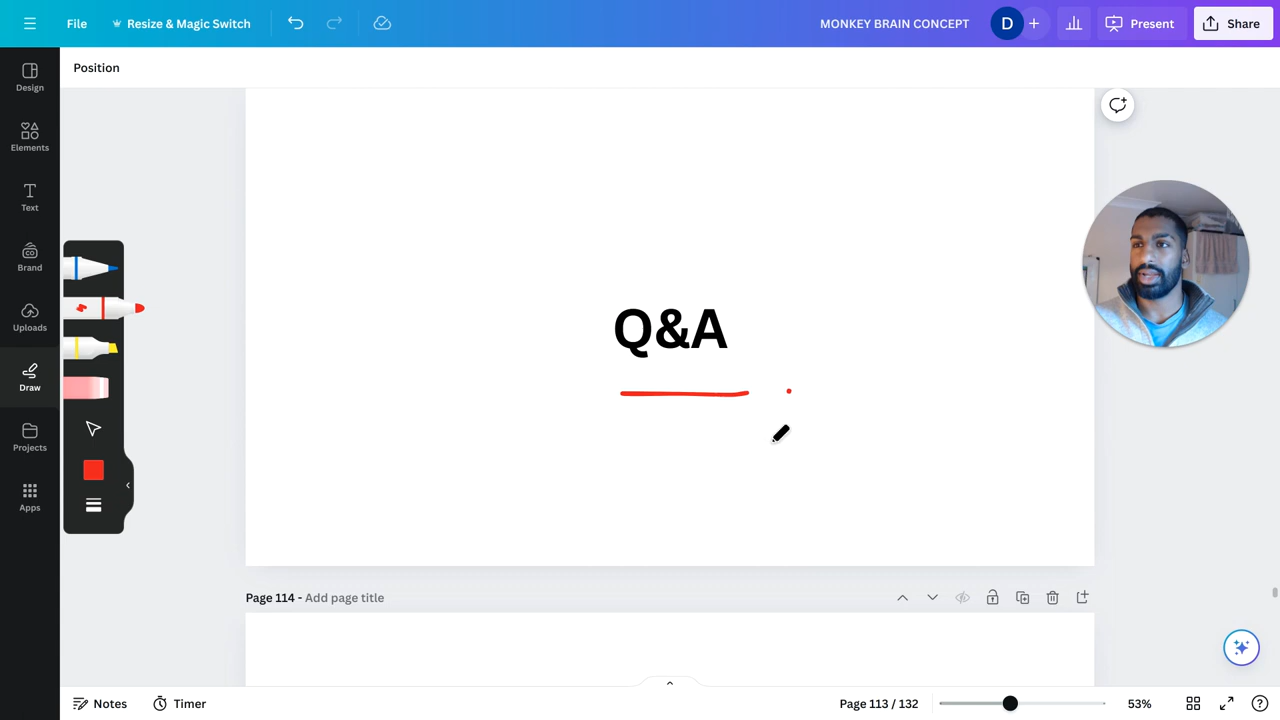 File
Resize & Magic Switch
MONKEY BRAIN CONCEPT
D
Present
Share
Position
Design
Elements
Text
Brand
Uploads
Draw
Projects
Apps
Q&A
Page 114 - Add page title
Notes
Timer
Page 113 / 132
53%